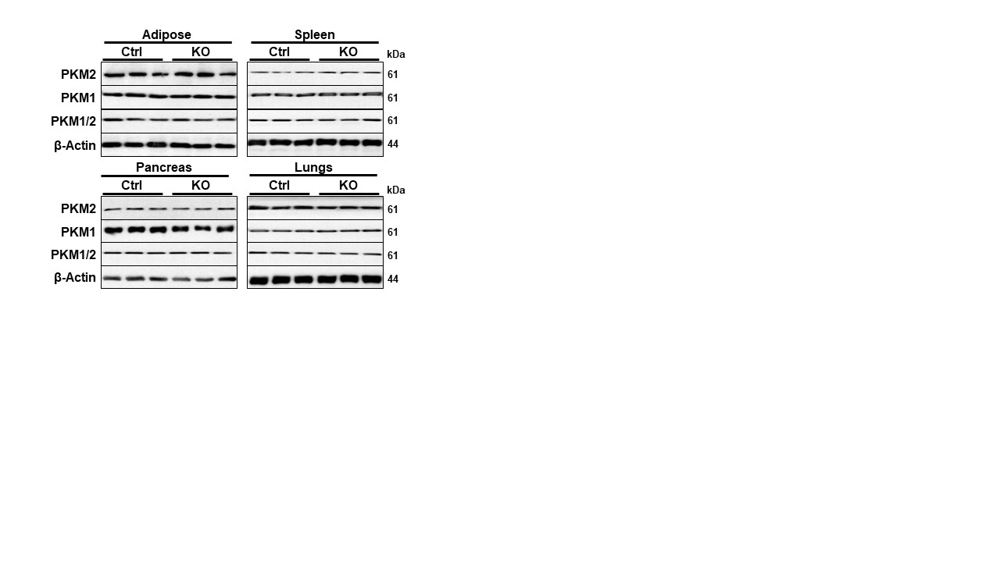 Adipose Spleen
Ctrl KO Ctrl KO kDa
PKM2 61
PKM1 61
PKM1/2 61
β-Actin 44
Pancreas Lungs
Ctrl KO Ctrl KO kDa
PKM2 61
PKM1 61
PKM1/2 61
β-Actin 44